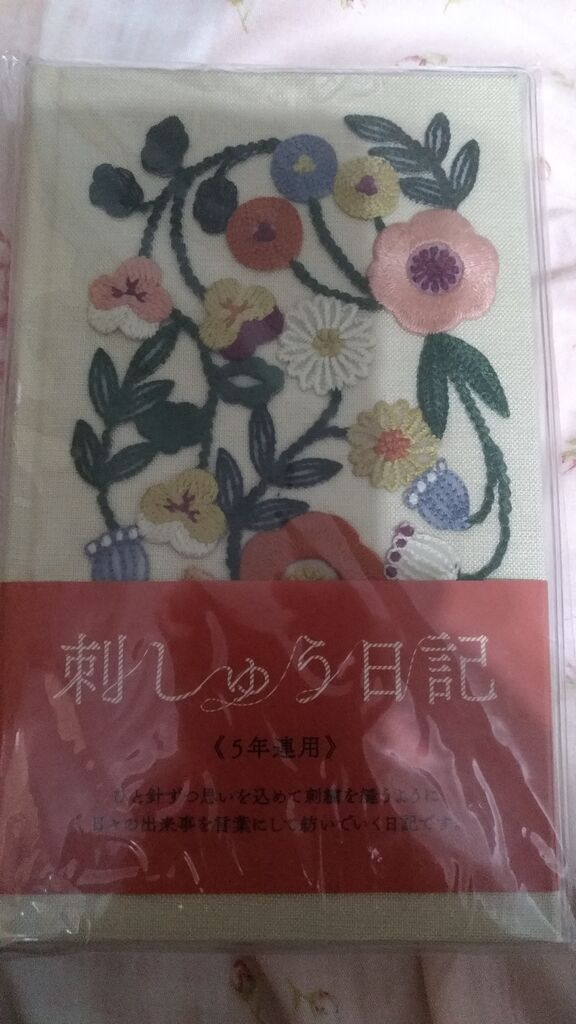 刺しゅう日記
《5年連用》
ひと針ずつ思いを込めて刺繍を縫うように
日々の出来事を言葉にして紡いでいく日記です。